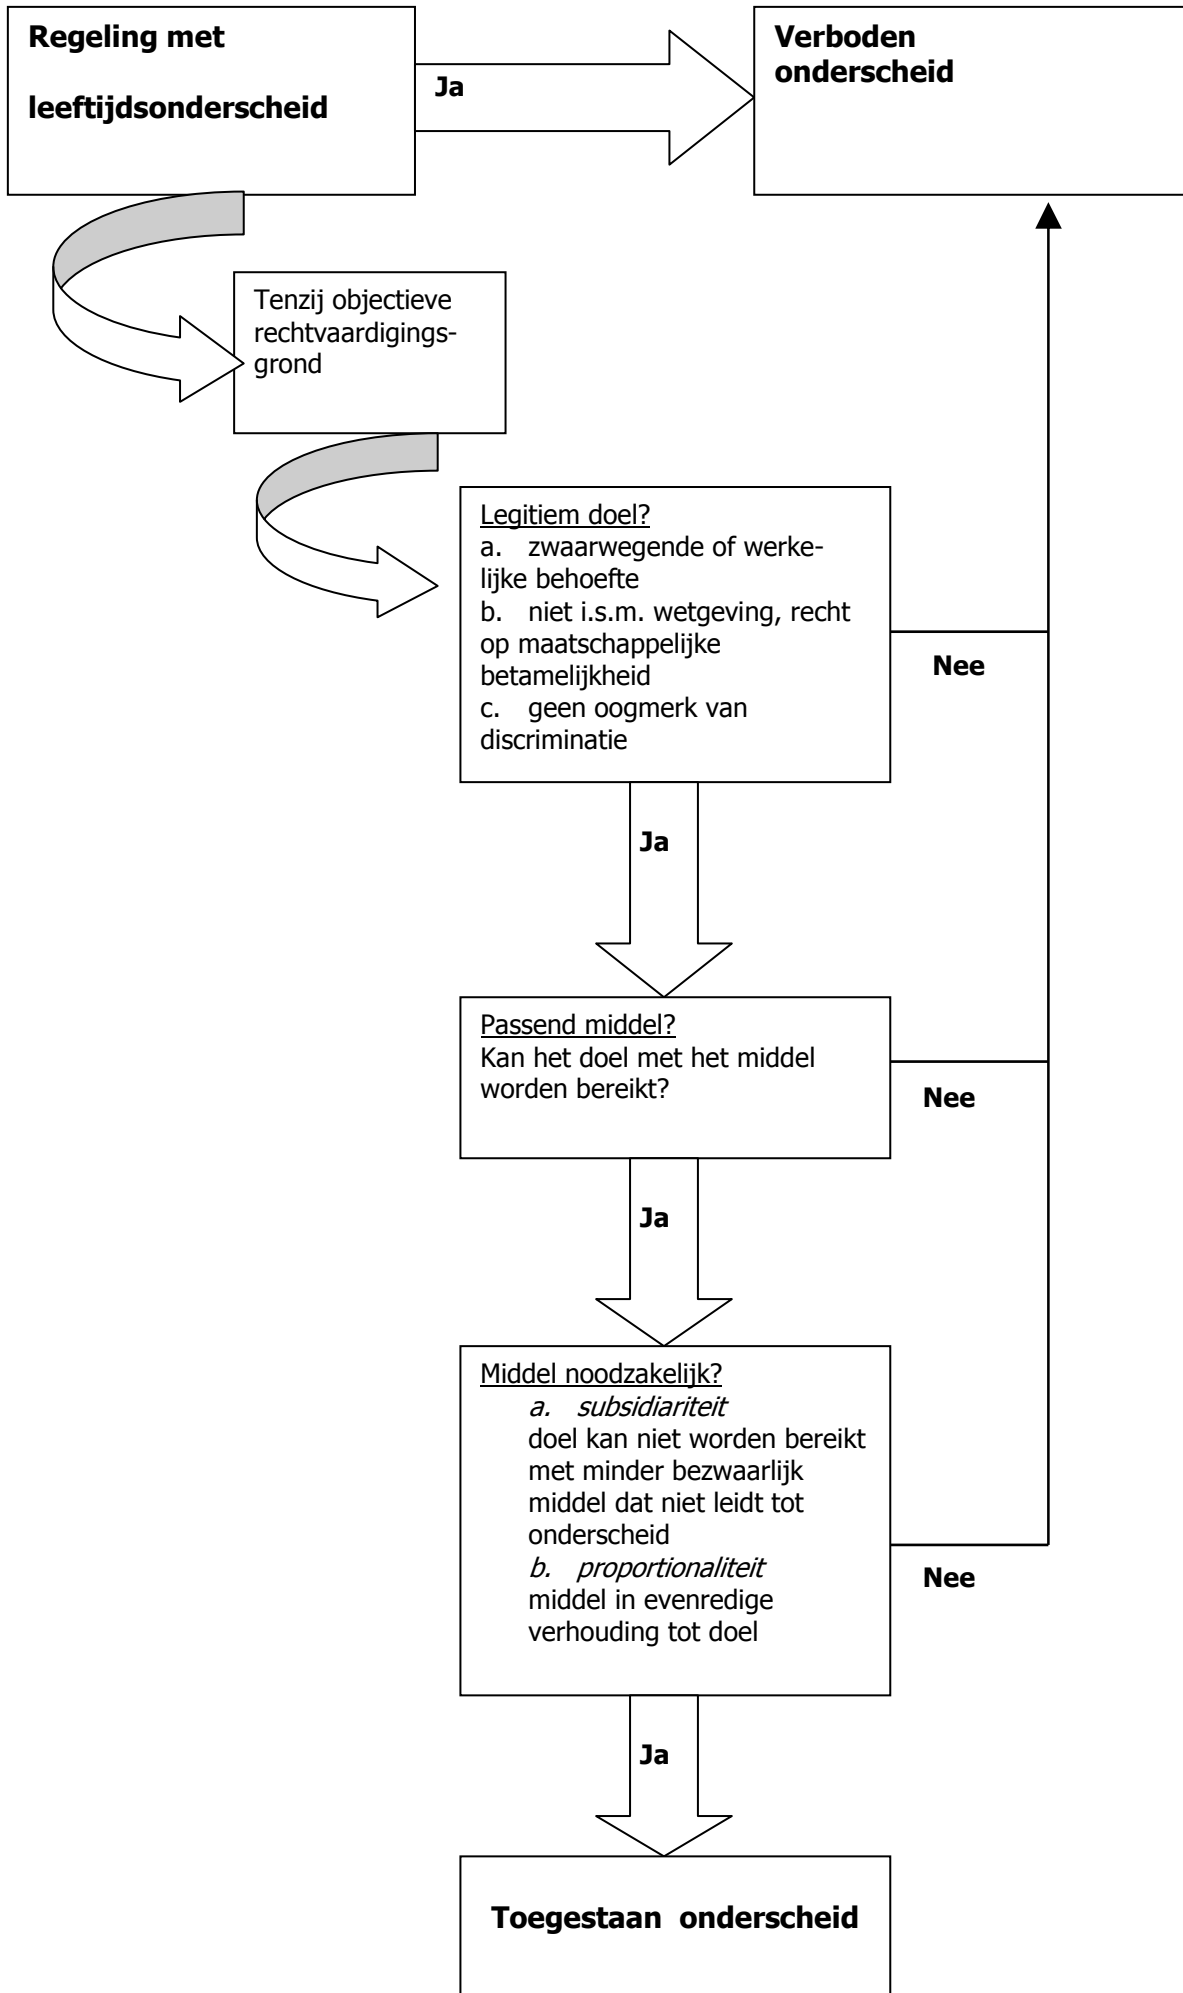 Regeling met
leeftijdsonderscheid
Ja
Verboden
onderscheid
Tenzij objectieve
rechtvaardigings-
grond
Legitiem doel?
a. zwaarwegende of werke-
lijke behoefte
b. niet i.s.m. wetgeving, recht
op maatschappelijke
betamelijkheid
c. geen oogmerk van
discriminatie
Nee
Ja
Passend middel?
Kan het doel met het middel
worden bereikt?
Nee
Ja
Middel noodzakelijk?
a. subsidiariteit
doel kan niet worden bereikt
met minder bezwaarlijk
middel dat niet leidt tot
onderscheid
b. proportionaliteit
middel in evenredige
verhouding tot doel
Nee
Ja
Toegestaan onderscheid